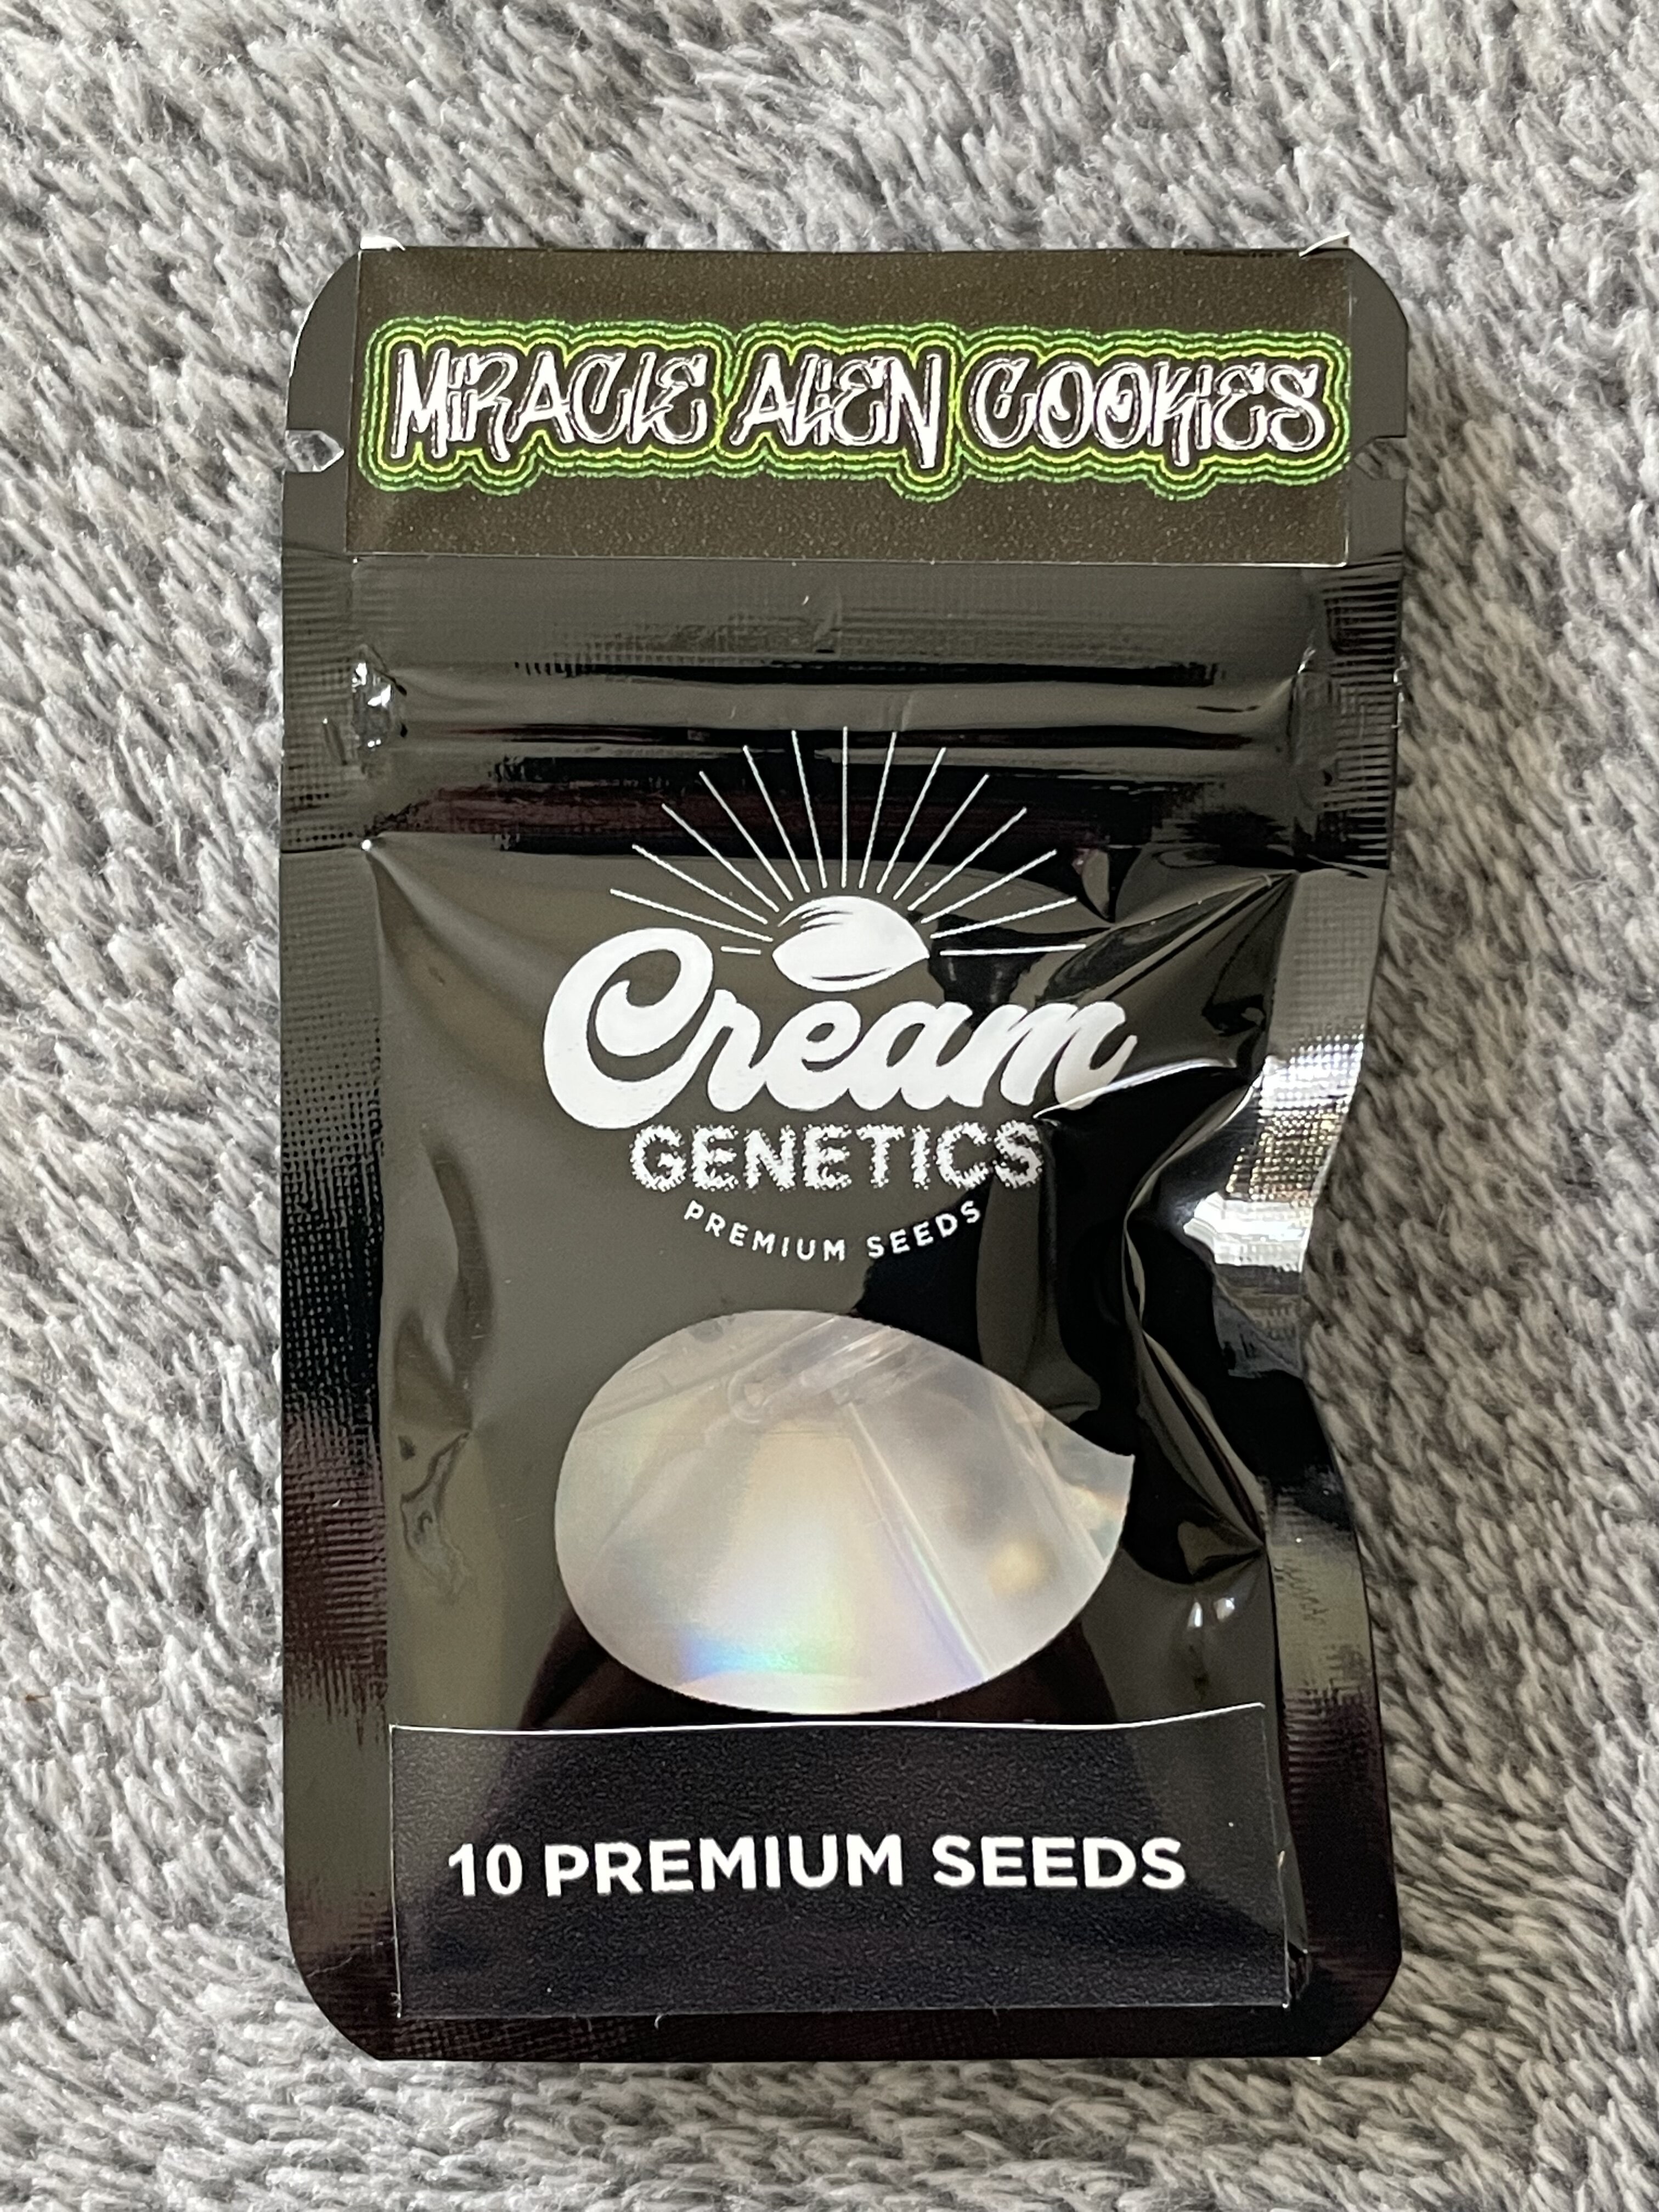 MiRACLE ALiEN COOKiES
Cream
GENETICS
PREMIUM SEEDS
10 PREMIUM SEEDS